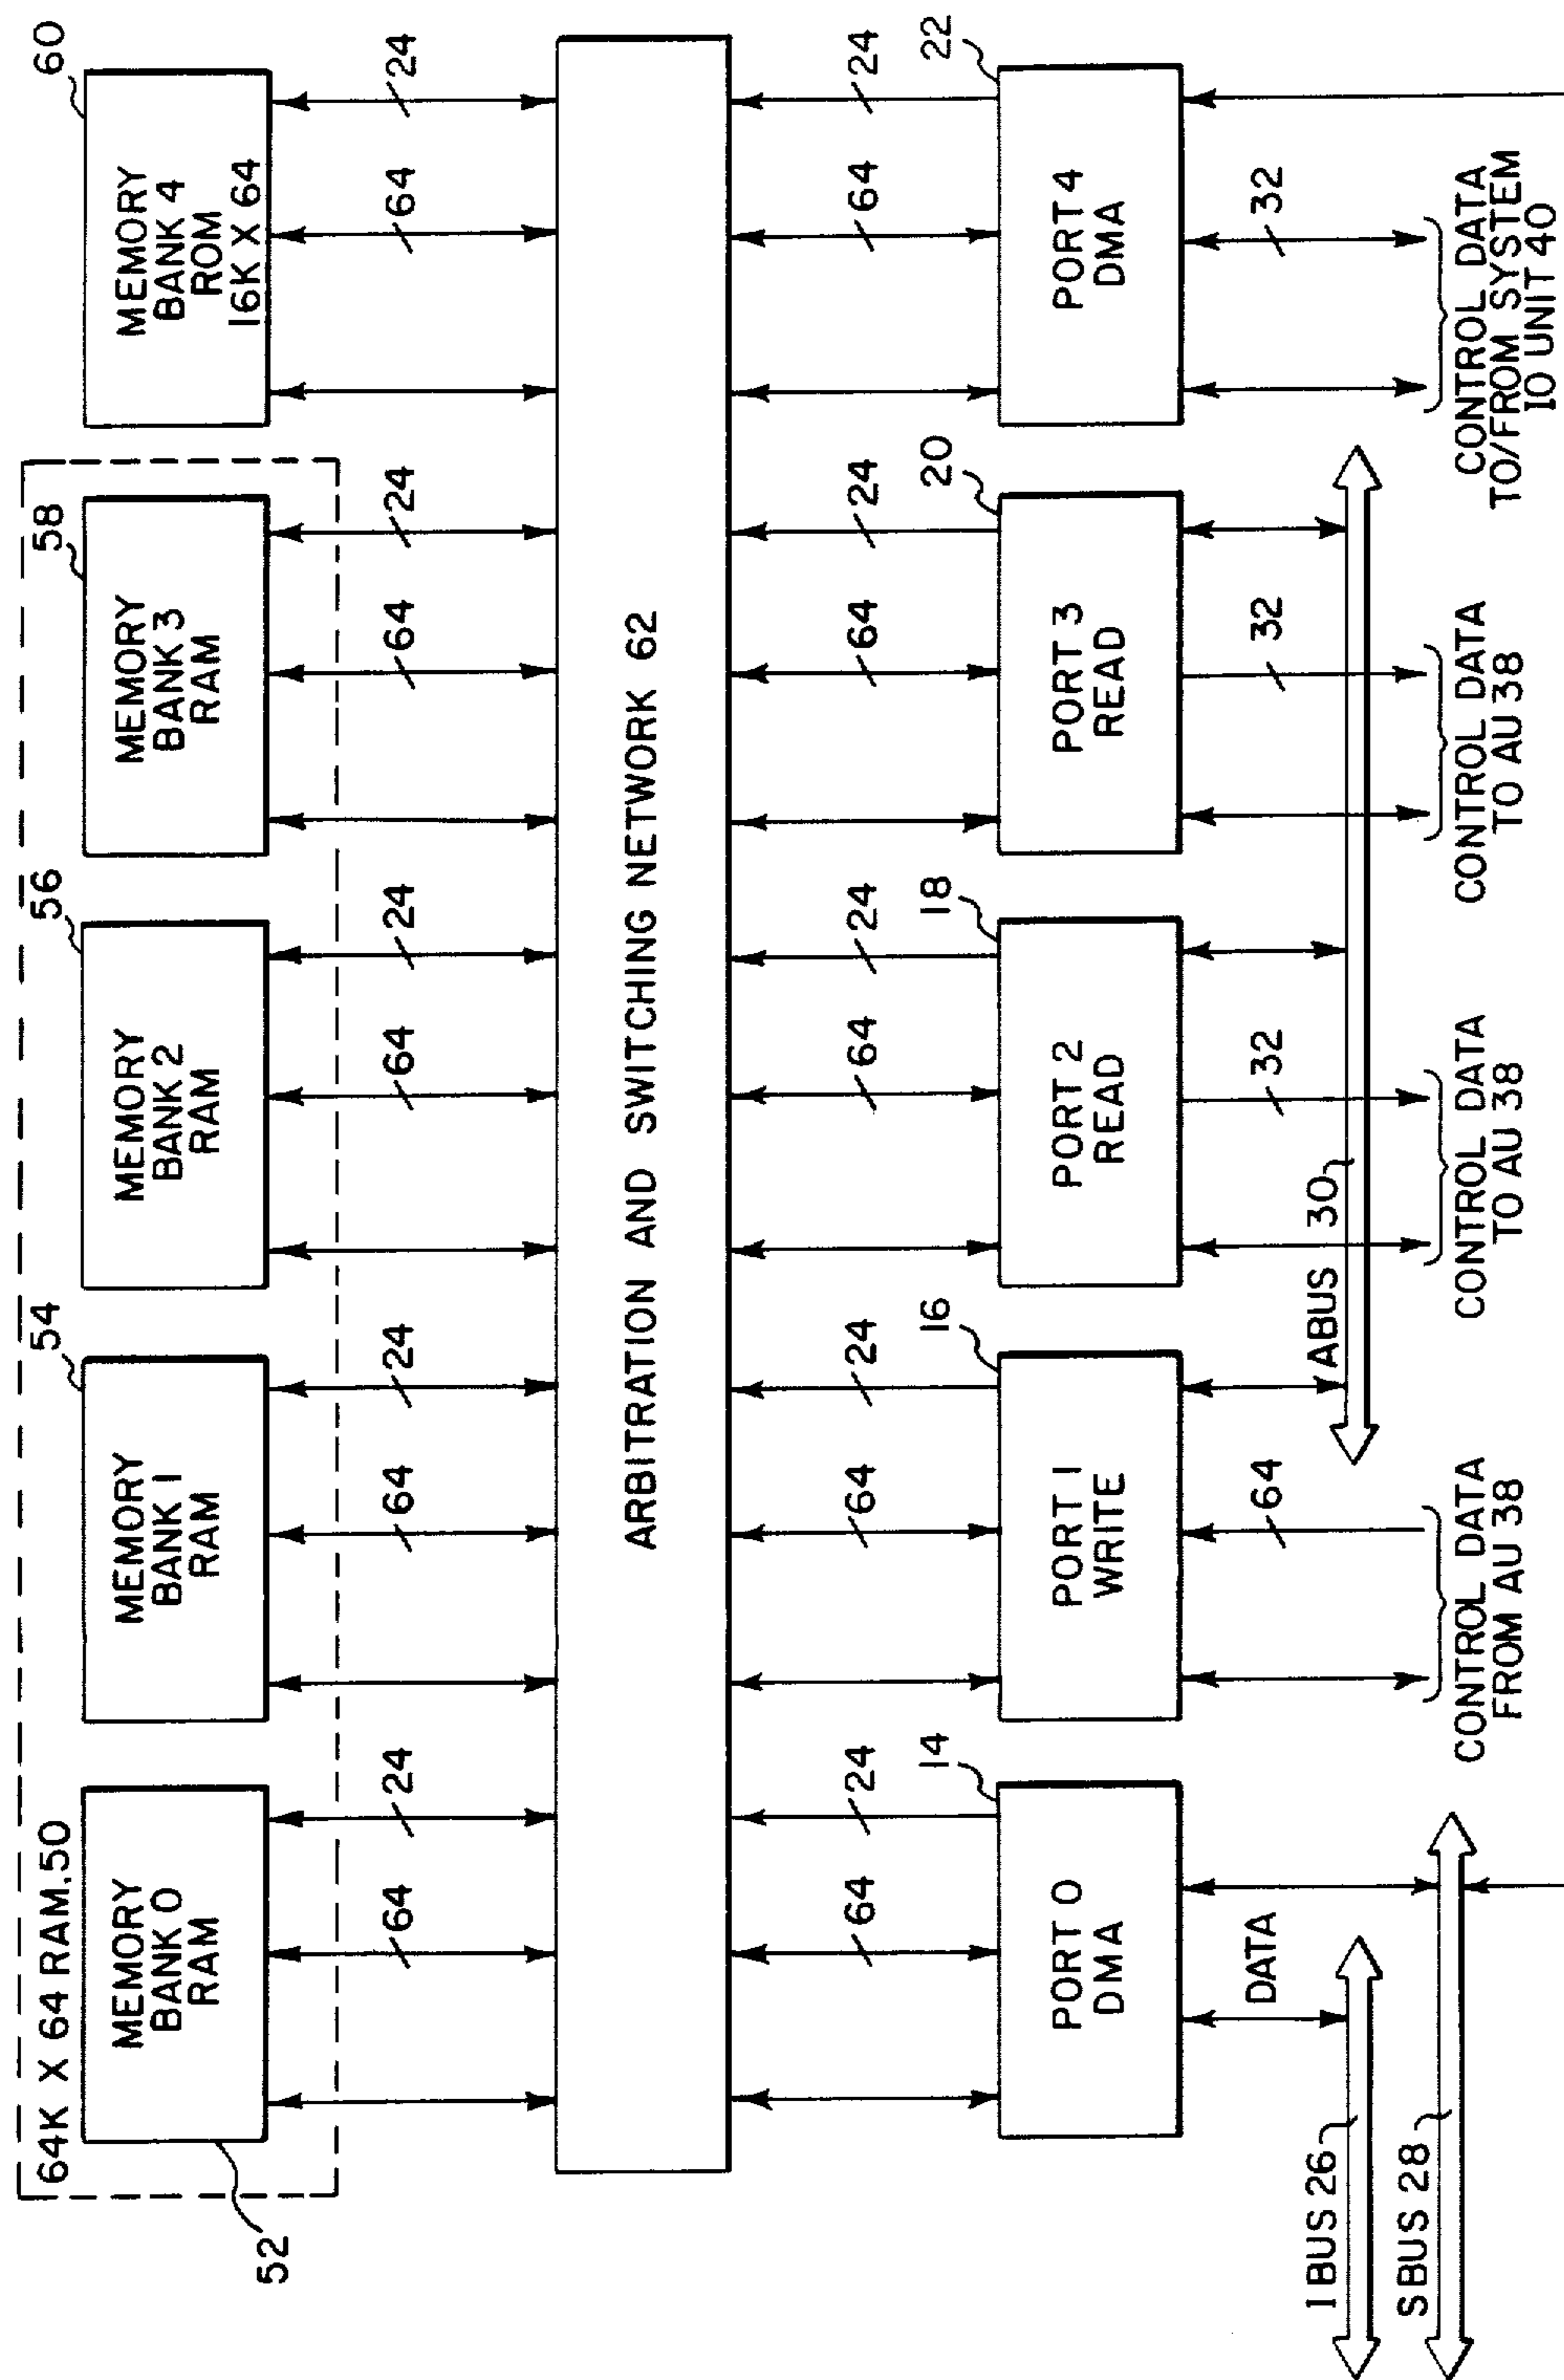 64K X 64 RAM, 50
52
MEMORY
BANK 0
RAM
54
MEMORY
BANK 1
RAM
56
MEMORY
BANK 2
RAM
58
MEMORY
BANK 3
RAM
60
MEMORY
BANK 4
ROM
16K X 64
64
24
64
24
64
24
64
24
64
24
ARBITRATION AND SWITCHING NETWORK 62
64
24
64
24
64
24
64
24
64
24
14
PORT 0
DMA
16
PORT 1
WRITE
18
PORT 2
READ
20
PORT 3
READ
22
PORT 4
DMA
DATA
64
32
32
32
I BUS 26
S BUS 28
ABUS 30
CONTROL DATA
FROM AU 38
CONTROL DATA
TO AU 38
CONTROL DATA
TO AU 38
CONTROL DATA
TO/FROM SYSTEM
IO UNIT 40